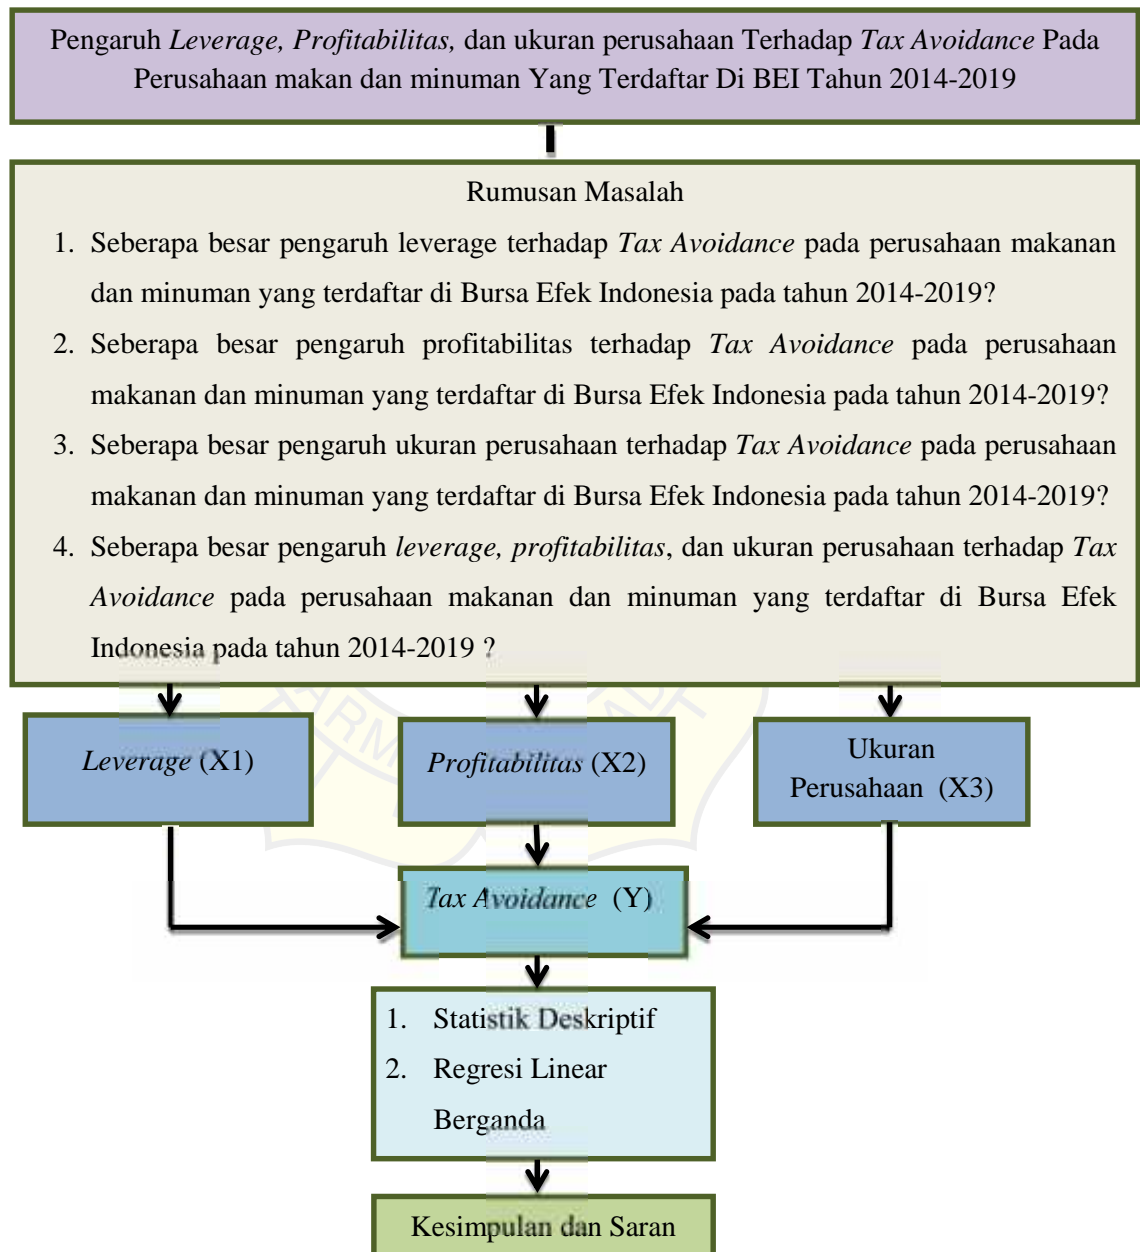 Pengaruh Leverage, Profitabilitas, dan ukuran perusahaan Terhadap Tax Avoidance Pada
Perusahaan makan dan minuman Yang Terdaftar Di BEI Tahun 2014-2019
Rumusan Masalah
1. Seberapa besar pengaruh leverage terhadap Tax Avoidance pada perusahaan makanan
dan minuman yang terdaftar di Bursa Efek Indonesia pada tahun 2014-2019?
2. Seberapa besar pengaruh profitabilitas terhadap Tax Avoidance pada perusahaan
makanan dan minuman yang terdaftar di Bursa Efek Indonesia pada tahun 2014-2019?
3. Seberapa besar pengaruh ukuran perusahaan terhadap Tax Avoidance pada perusahaan
makanan dan minuman yang terdaftar di Bursa Efek Indonesia pada tahun 2014-2019?
4. Seberapa besar pengaruh leverage, profitabilitas, dan ukuran perusahaan terhadap Tax
Avoidance pada perusahaan makanan dan minuman yang terdaftar di Bursa Efek
Indonesia pada tahun 2014-2019 ?
Leverage (X1)
Profitabilitas (X2)
Ukuran
Perusahaan (X3)
Tax Avoidance (Y)
1. Statistik Deskriptif
2. Regresi Linear
Berganda
Kesimpulan dan Saran